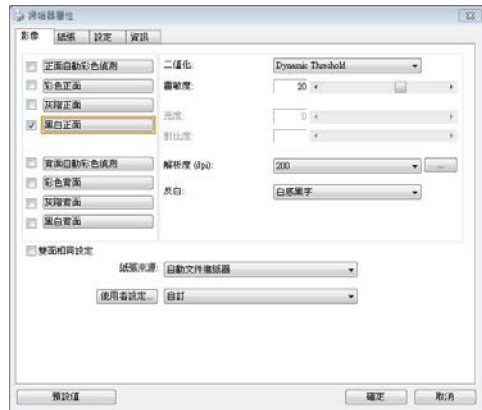 掃描器屬性
影像 紙張 設定 資訊
正面自動彩色偵測
彩色正面
灰階正面
黑白正面
背面自動彩色偵測
彩色背面
灰階背面
黑白背面
二值化: Dynamic Threshold
靈敏度: 20
亮度: 0
對比度:
解析度 (dpi): 200 ...
反白: 白底黑字
雙面相同設定
紙張來源: 自動文件進紙器
使用者設定... 自訂
預設值 確定 取消